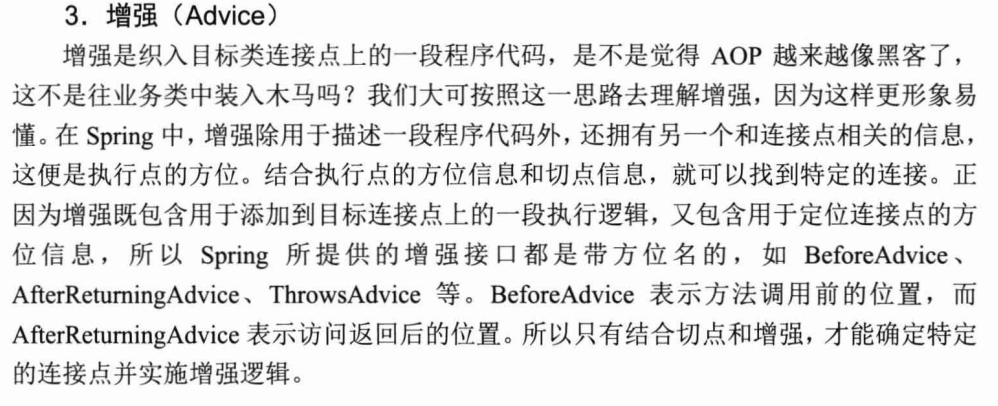 3．增强（Advice）
增强是织入目标类连接点上的一段程序代码，是不是觉得 AOP 越来越像黑客了，
这不是往业务类中装入木马吗？我们大可按照这一思路去理解增强，因为这样更形象易
懂。在 Spring 中，增强除用于描述一段程序代码外，还拥有另一个和连接点相关的信息，
这便是执行点的方位。结合执行点的方位信息和切点信息，就可以找到特定的连接。正
因为增强既包含用于添加到目标连接点上的一段执行逻辑，又包含用于定位连接点的方
位信息，所以 Spring 所提供的增强接口都是带方位名的，如 BeforeAdvice、
AfterReturningAdvice、ThrowsAdvice 等。BeforeAdvice 表示方法调用前的位置，而
AfterReturningAdvice 表示访问返回后的位置。所以只有结合切点和增强，才能确定特定
的连接点并实施增强逻辑。